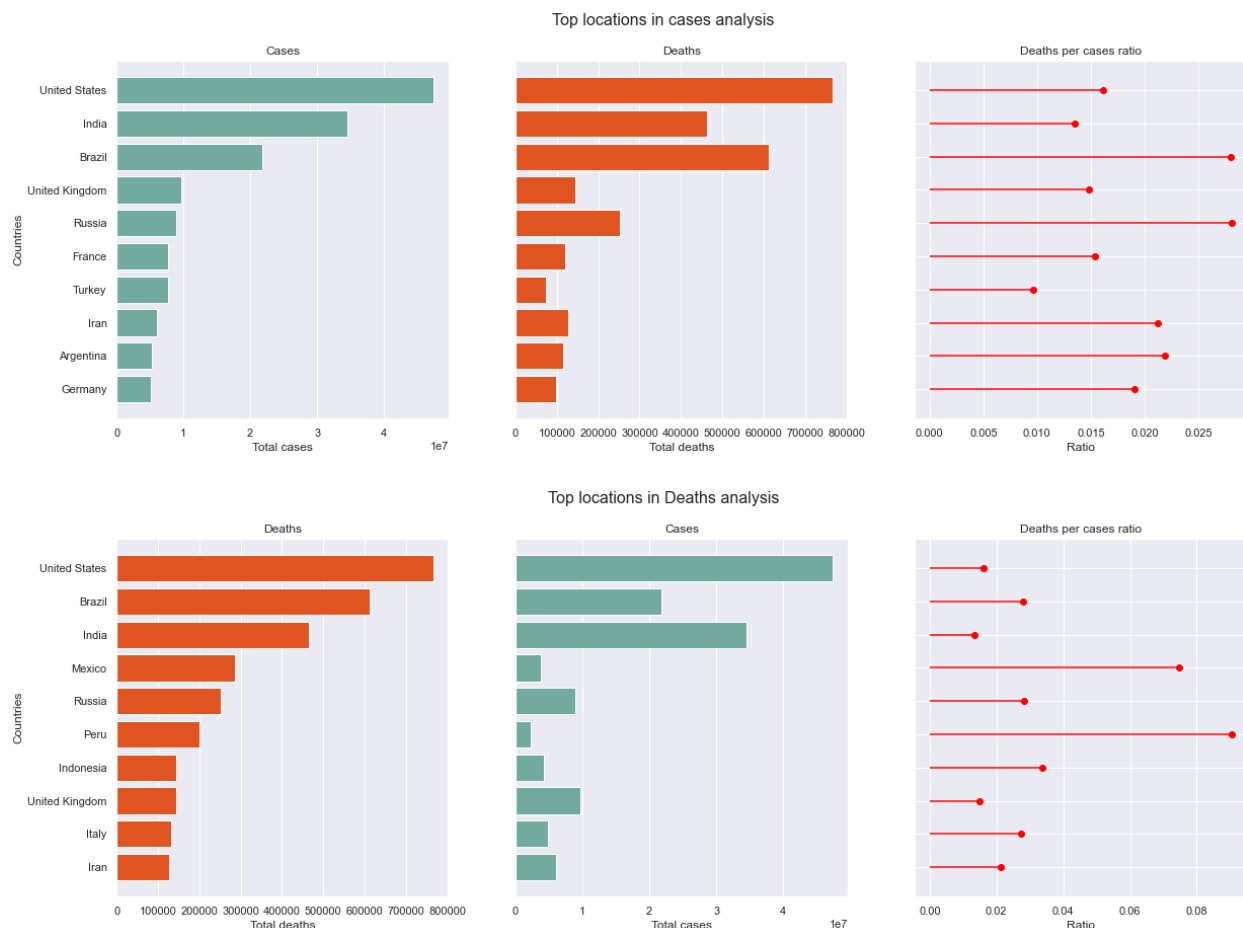 Top locations in cases analysis
Cases
Deaths
Deaths per cases ratio
Countries
United States
India
Brazil
United Kingdom
Russia
France
Turkey
Iran
Argentina
Germany
0 1 2 3 4
1e7
Total cases
0 100000 200000 300000 400000 500000 600000 700000 800000
Total deaths
0.000 0.005 0.010 0.015 0.020 0.025
Ratio
Top locations in Deaths analysis
Deaths
Cases
Deaths per cases ratio
Countries
United States
Brazil
India
Mexico
Russia
Peru
Indonesia
United Kingdom
Italy
Iran
0 100000 200000 300000 400000 500000 600000 700000 800000
Total deaths
0 1 2 3 4
1e7
Total cases
0.00 0.02 0.04 0.06 0.08
Ratio